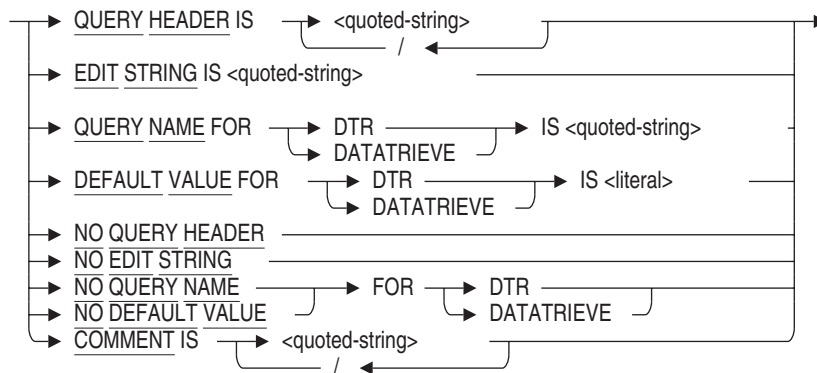 QUERY HEADER IS <quoted-string>
/
EDIT STRING IS <quoted-string>
QUERY NAME FOR DTR IS <quoted-string>
DATATRIEVE
DEFAULT VALUE FOR DTR IS <literal>
DATATRIEVE
NO QUERY HEADER
NO EDIT STRING
NO QUERY NAME FOR DTR
NO DEFAULT VALUE DATATRIEVE
COMMENT IS <quoted-string>
/